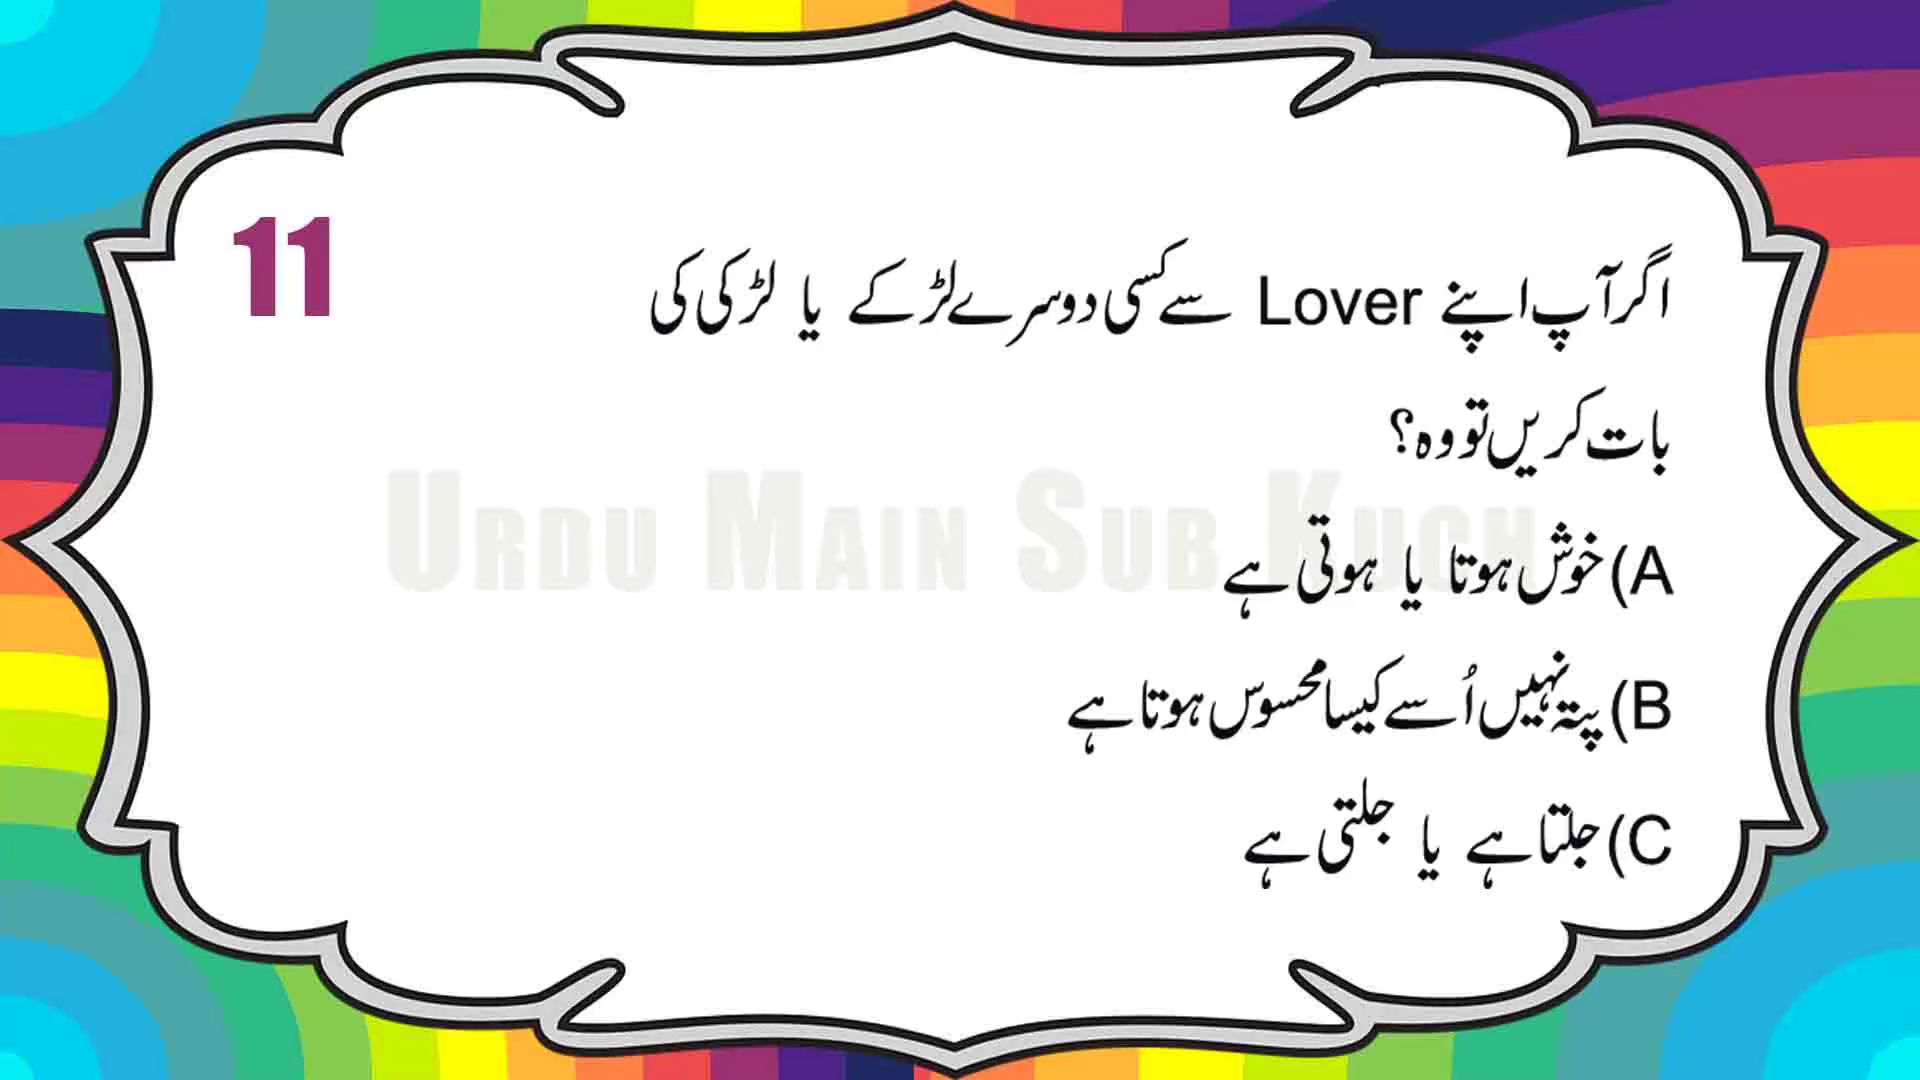 11
اگر آپ اپنے Lover سے کسی دوسرے لڑکے یا لڑکی کی
بات کریں تو وہ؟
A) خوش ہوتا یا ہوتی ہے
B) پتہ نہیں اُسے کیسا محسوس ہوتا ہے
C) جلتا ہے یا جلتی ہے
URDU MAIN SUB KUCH